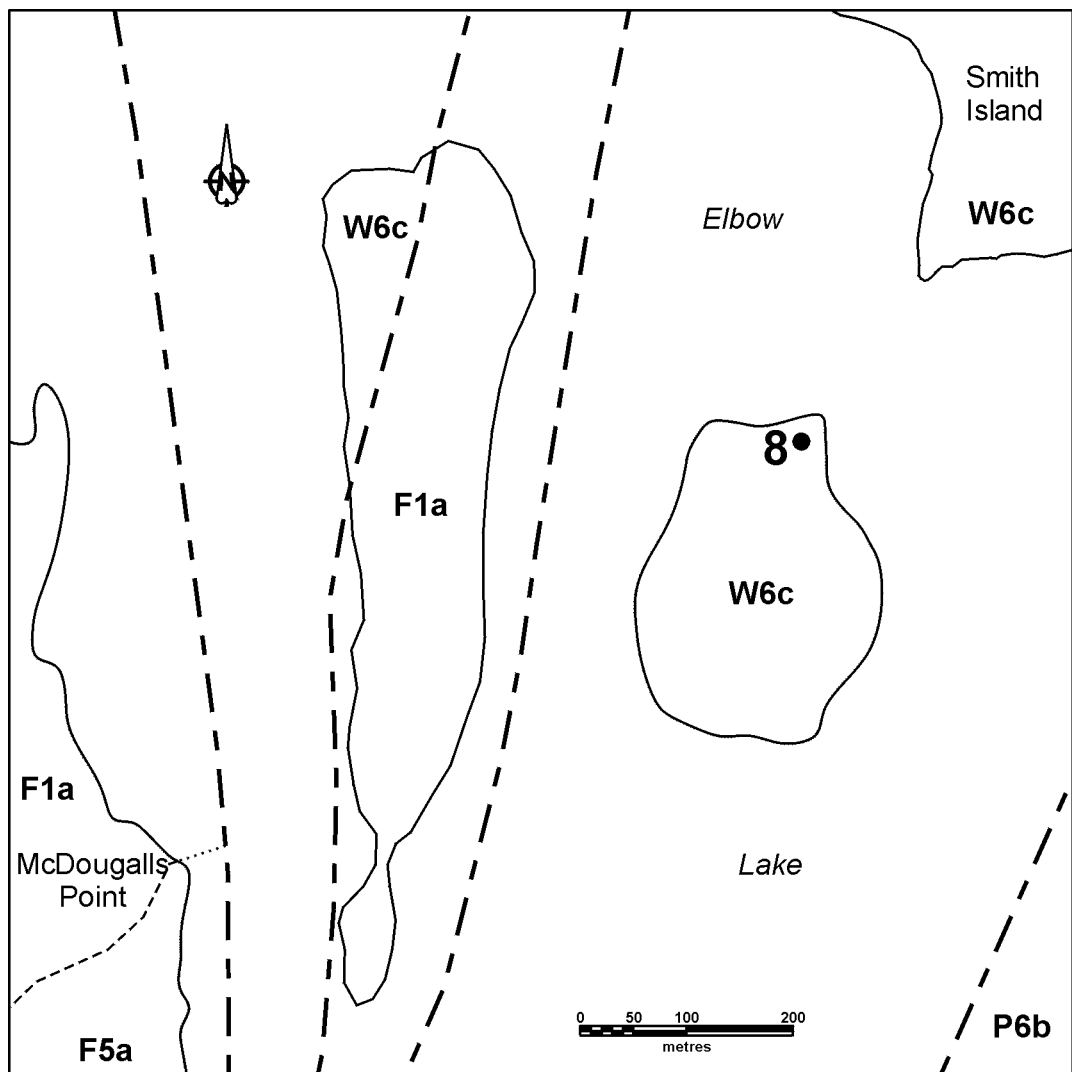 Smith
Island
N
W6c
W6c
Elbow
8
F1a
W6c
F1a
McDougalls
Point
Lake
0 50 100 200
metres
P6b
F5a